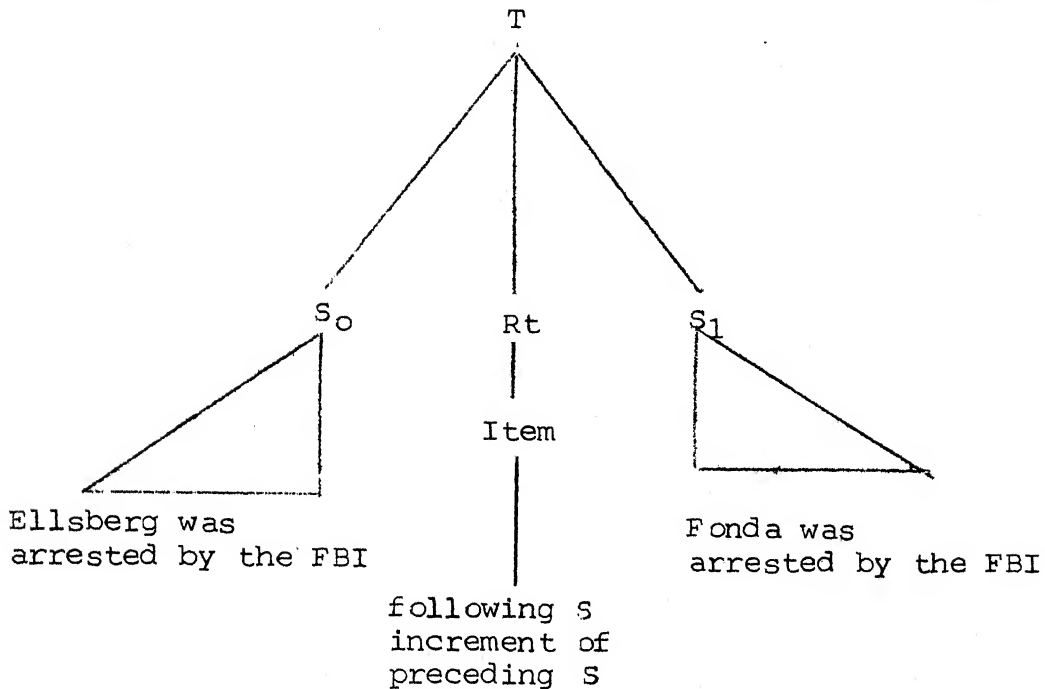 T
S0
Rt
S1
Item
Ellsberg was
arrested by the FBI
Fonda was
arrested by the FBI
following S
increment of
preceding S